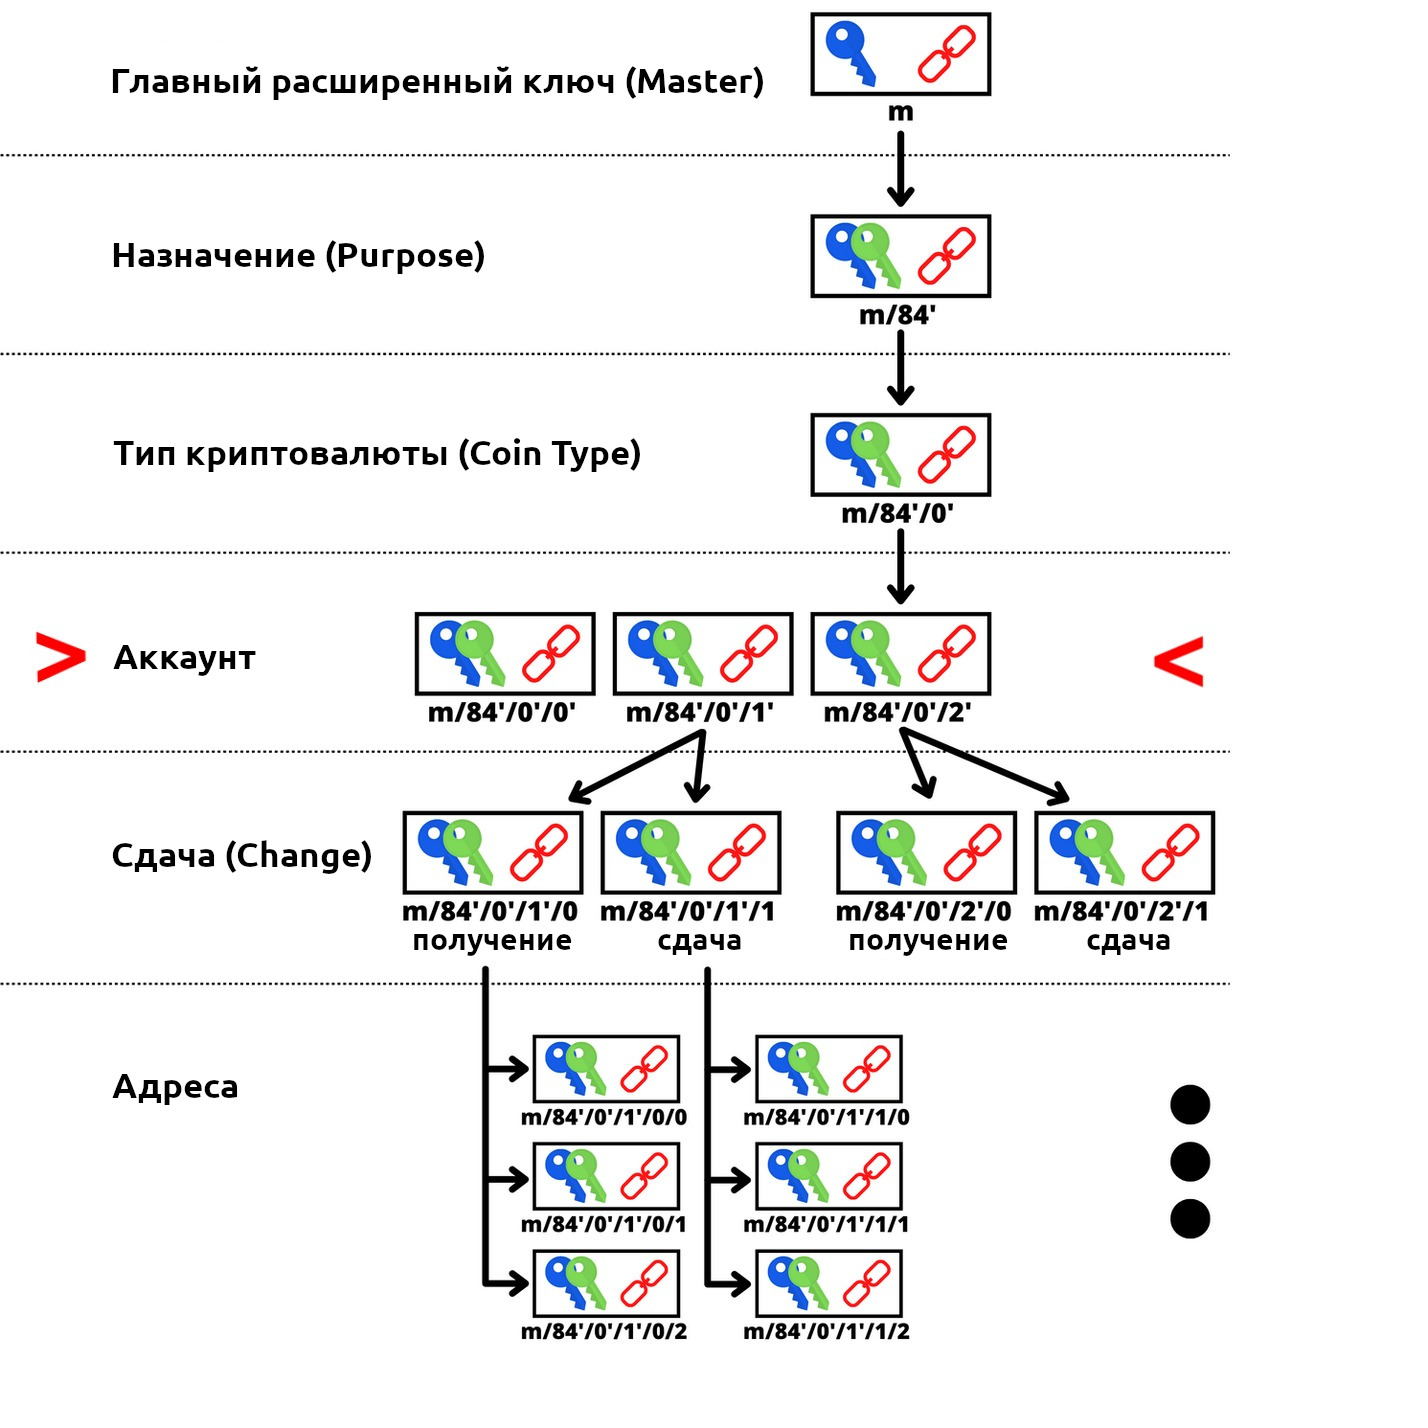 Главный расширенный ключ (Master)
m
Назначение (Purpose)
m/84'
Тип криптовалюты (Coin Type)
m/84'/0'
> Аккаунт <
m/84'/0'/0' m/84'/0'/1' m/84'/0'/2'
Сдача (Change)
m/84'/0'/1'/0 m/84'/0'/1'/1 m/84'/0'/2'/0 m/84'/0'/2'/1
получение сдача получение сдача
Адреса
m/84'/0'/1'/0/0 m/84'/0'/1'/1/0
m/84'/0'/1'/0/1 m/84'/0'/1'/1/1
m/84'/0'/1'/0/2 m/84'/0'/1'/1/2